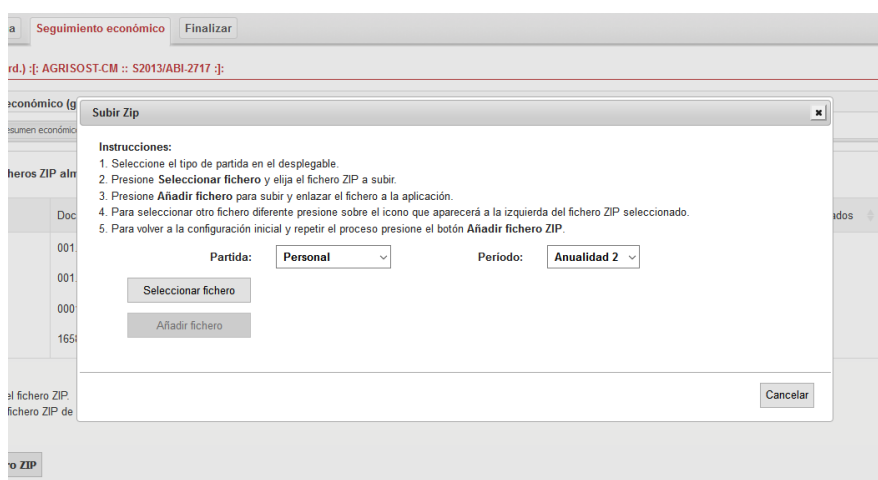 a Seguimiento económico Finalizar
rd.) :[: AGRISOST-CM :: S2013/ABI-2717 :]:
económico (g
esumen económic
Subir Zip
Instrucciones:
1. Seleccione el tipo de partida en el desplegable.
2. Presione Seleccionar fichero y elija el fichero ZIP a subir.
3. Presione Añadir fichero para subir y enlazar el fichero a la aplicación.
4. Para seleccionar otro fichero diferente presione sobre el icono que aparecerá a la izquierda del fichero ZIP seleccionado.
5. Para volver a la configuración inicial y repetir el proceso presione el botón Añadir fichero ZIP.
Partida: Personal Período: Anualidad 2
Seleccionar fichero
Añadir fichero
Cancelar
heros ZIP alm
Doc
ados
001.
001.
000
165
el fichero ZIP.
fichero ZIP de
ro ZIP